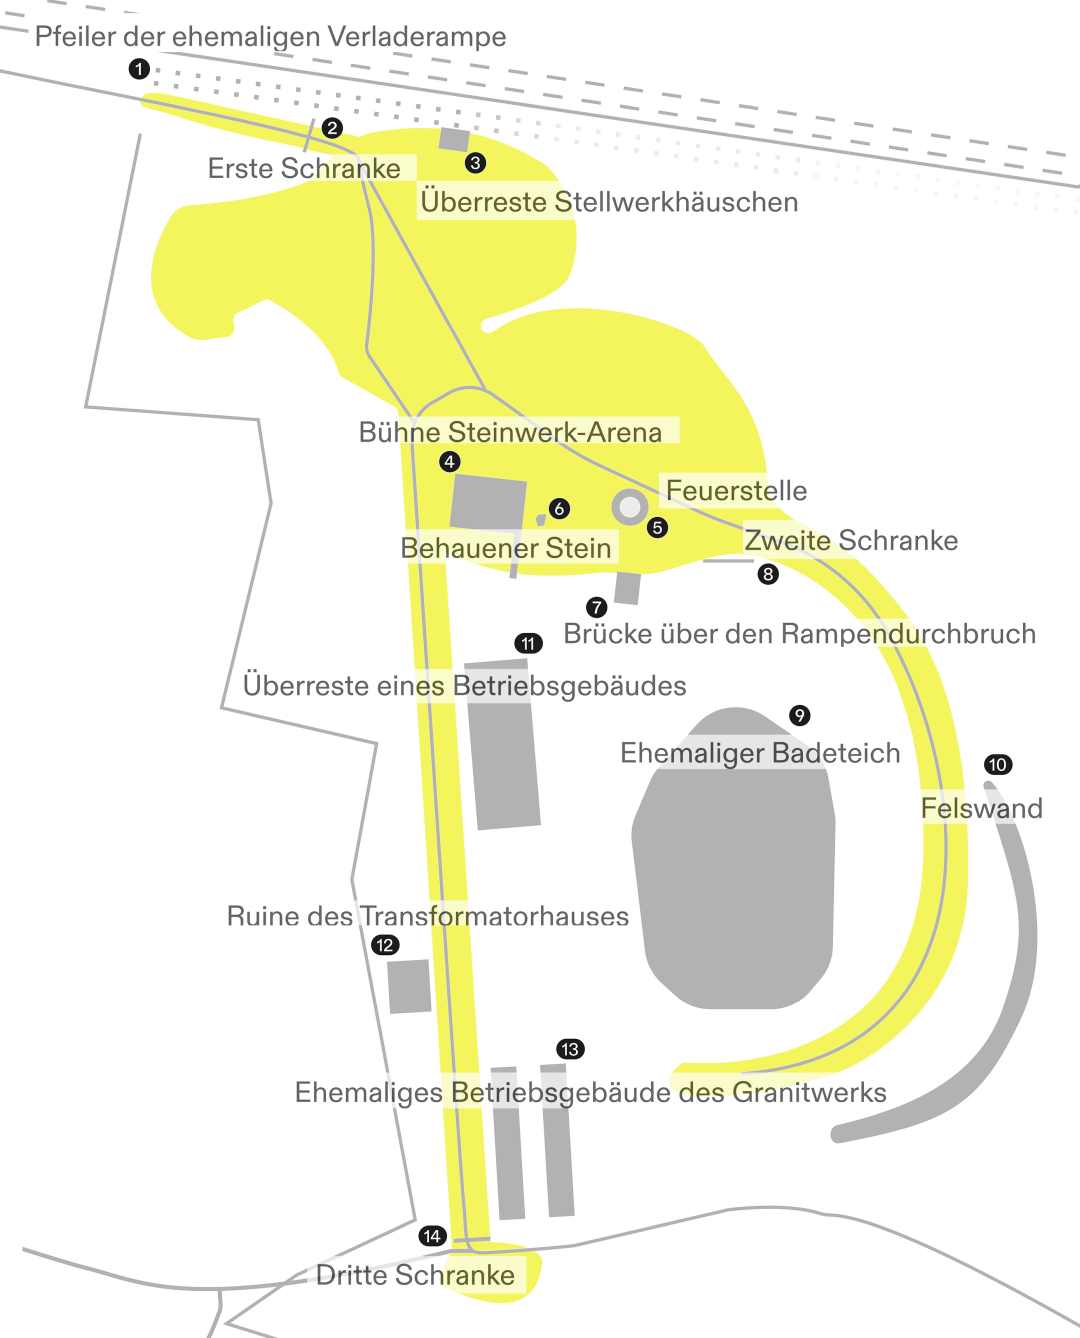 Pfeiler der ehemaligen Verladerampe
1
2
Erste Schranke
3
Überreste Stellwerkhäuschen
Bühne Steinwerk-Arena
4
Feuerstelle
6
5
Behauener Stein
Zweite Schranke
8
7
Brücke über den Rampendurchbruch
11
Überreste eines Betriebsgebäudes
9
Ehemaliger Badeteich
10
Felswand
Ruine des Transformatorhauses
12
13
Ehemaliges Betriebsgebäude des Granitwerks
14
Dritte Schranke